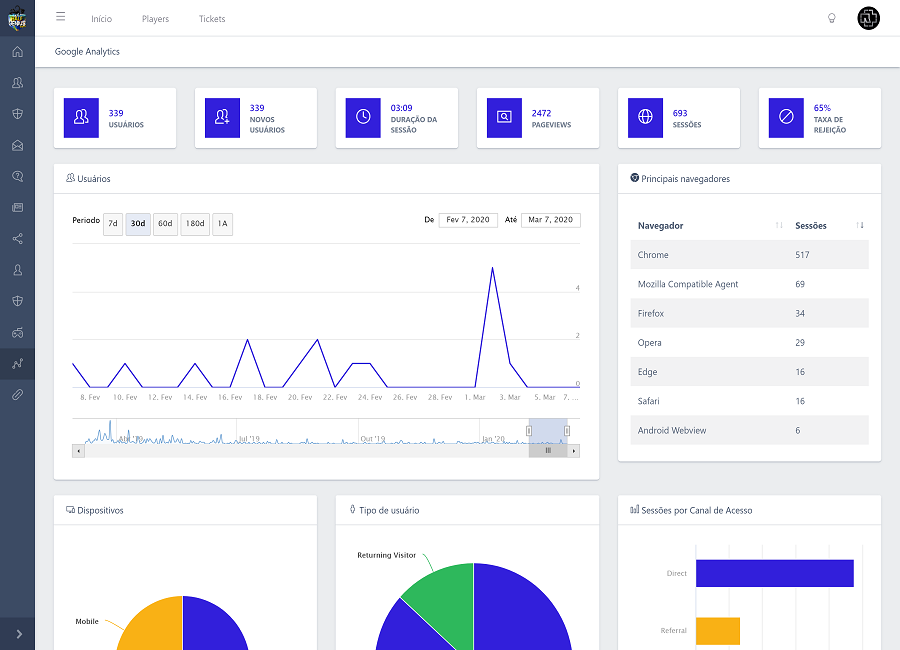 Início Players Tickets
Google Analytics
339
USUÁRIOS
339
NOVOS
USUÁRIOS
03:09
DURAÇÃO DA
SESSÃO
2472
PAGEVIEWS
693
SESSÕES
65%
TAXA DE
REJEIÇÃO
Usuários
Periodo 7d 30d 60d 180d 1A
De Fev 7, 2020 Até Mar 7, 2020
4
2
0
8. Fev 10. Fev 12. Fev 14. Fev 16. Fev 18. Fev 20. Fev 22. Fev 24. Fev 26. Fev 28. Fev 1. Mar 3. Mar 5. Mar 7. ...
Abr '19 Jul '19 Out '19 Jan '20
Principais navegadores
Navegador Sessões
Chrome 517
Mozilla Compatible Agent 69
Firefox 34
Opera 29
Edge 16
Safari 16
Android Webview 6
Dispositivos
Mobile
Tipo de usuário
Returning Visitor
Sessões por Canal de Acesso
Direct
Referral